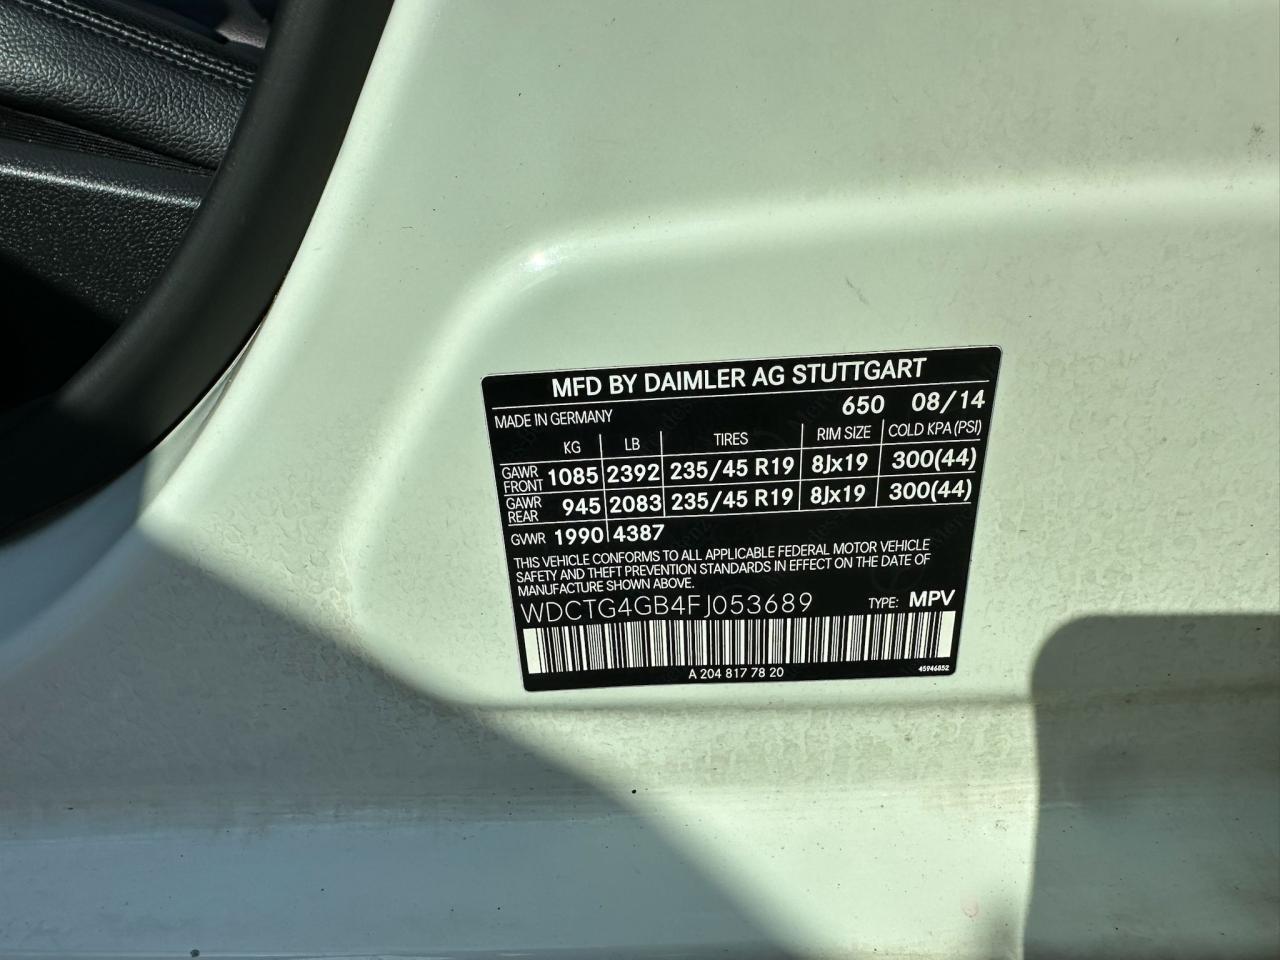 MFD BY DAIMLER AG STUTTGART
MADE IN GERMANY 650 08/14
KG LB TIRES RIM SIZE COLD KPA (PSI)
GAWR FRONT 1085 2392 235/45 R19 8Jx19 300(44)
GAWR REAR 945 2083 235/45 R19 8Jx19 300(44)
GVWR 1990 4387
THIS VEHICLE CONFORMS TO ALL APPLICABLE FEDERAL MOTOR VEHICLE
SAFETY AND THEFT PREVENTION STANDARDS IN EFFECT ON THE DATE OF
MANUFACTURE SHOWN ABOVE.
WDCTG4GB4FJ053689 TYPE: MPV
A 204 817 78 20 45946852